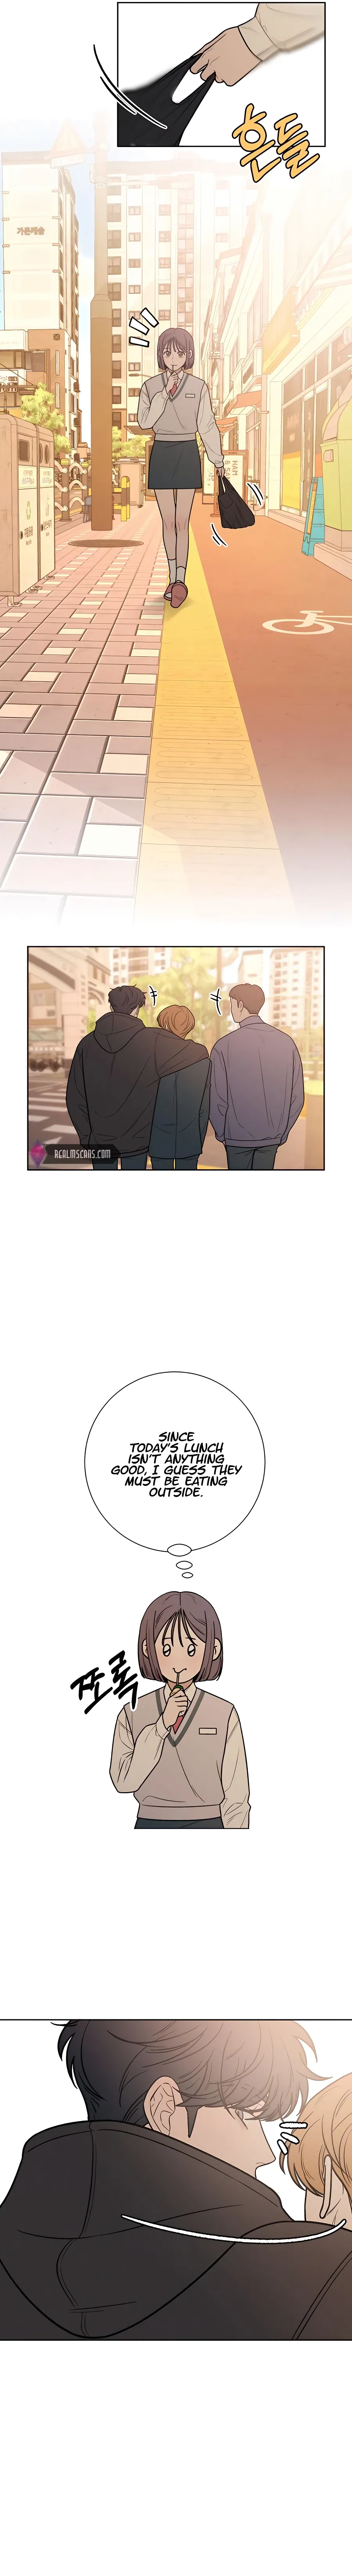 흔들
가온예술
REALMSCANS.COM
SINCE
TODAY'S LUNCH
ISN'T ANYTHING
GOOD, I GUESS THEY
MUST BE EATING
OUTSIDE.
쪼록